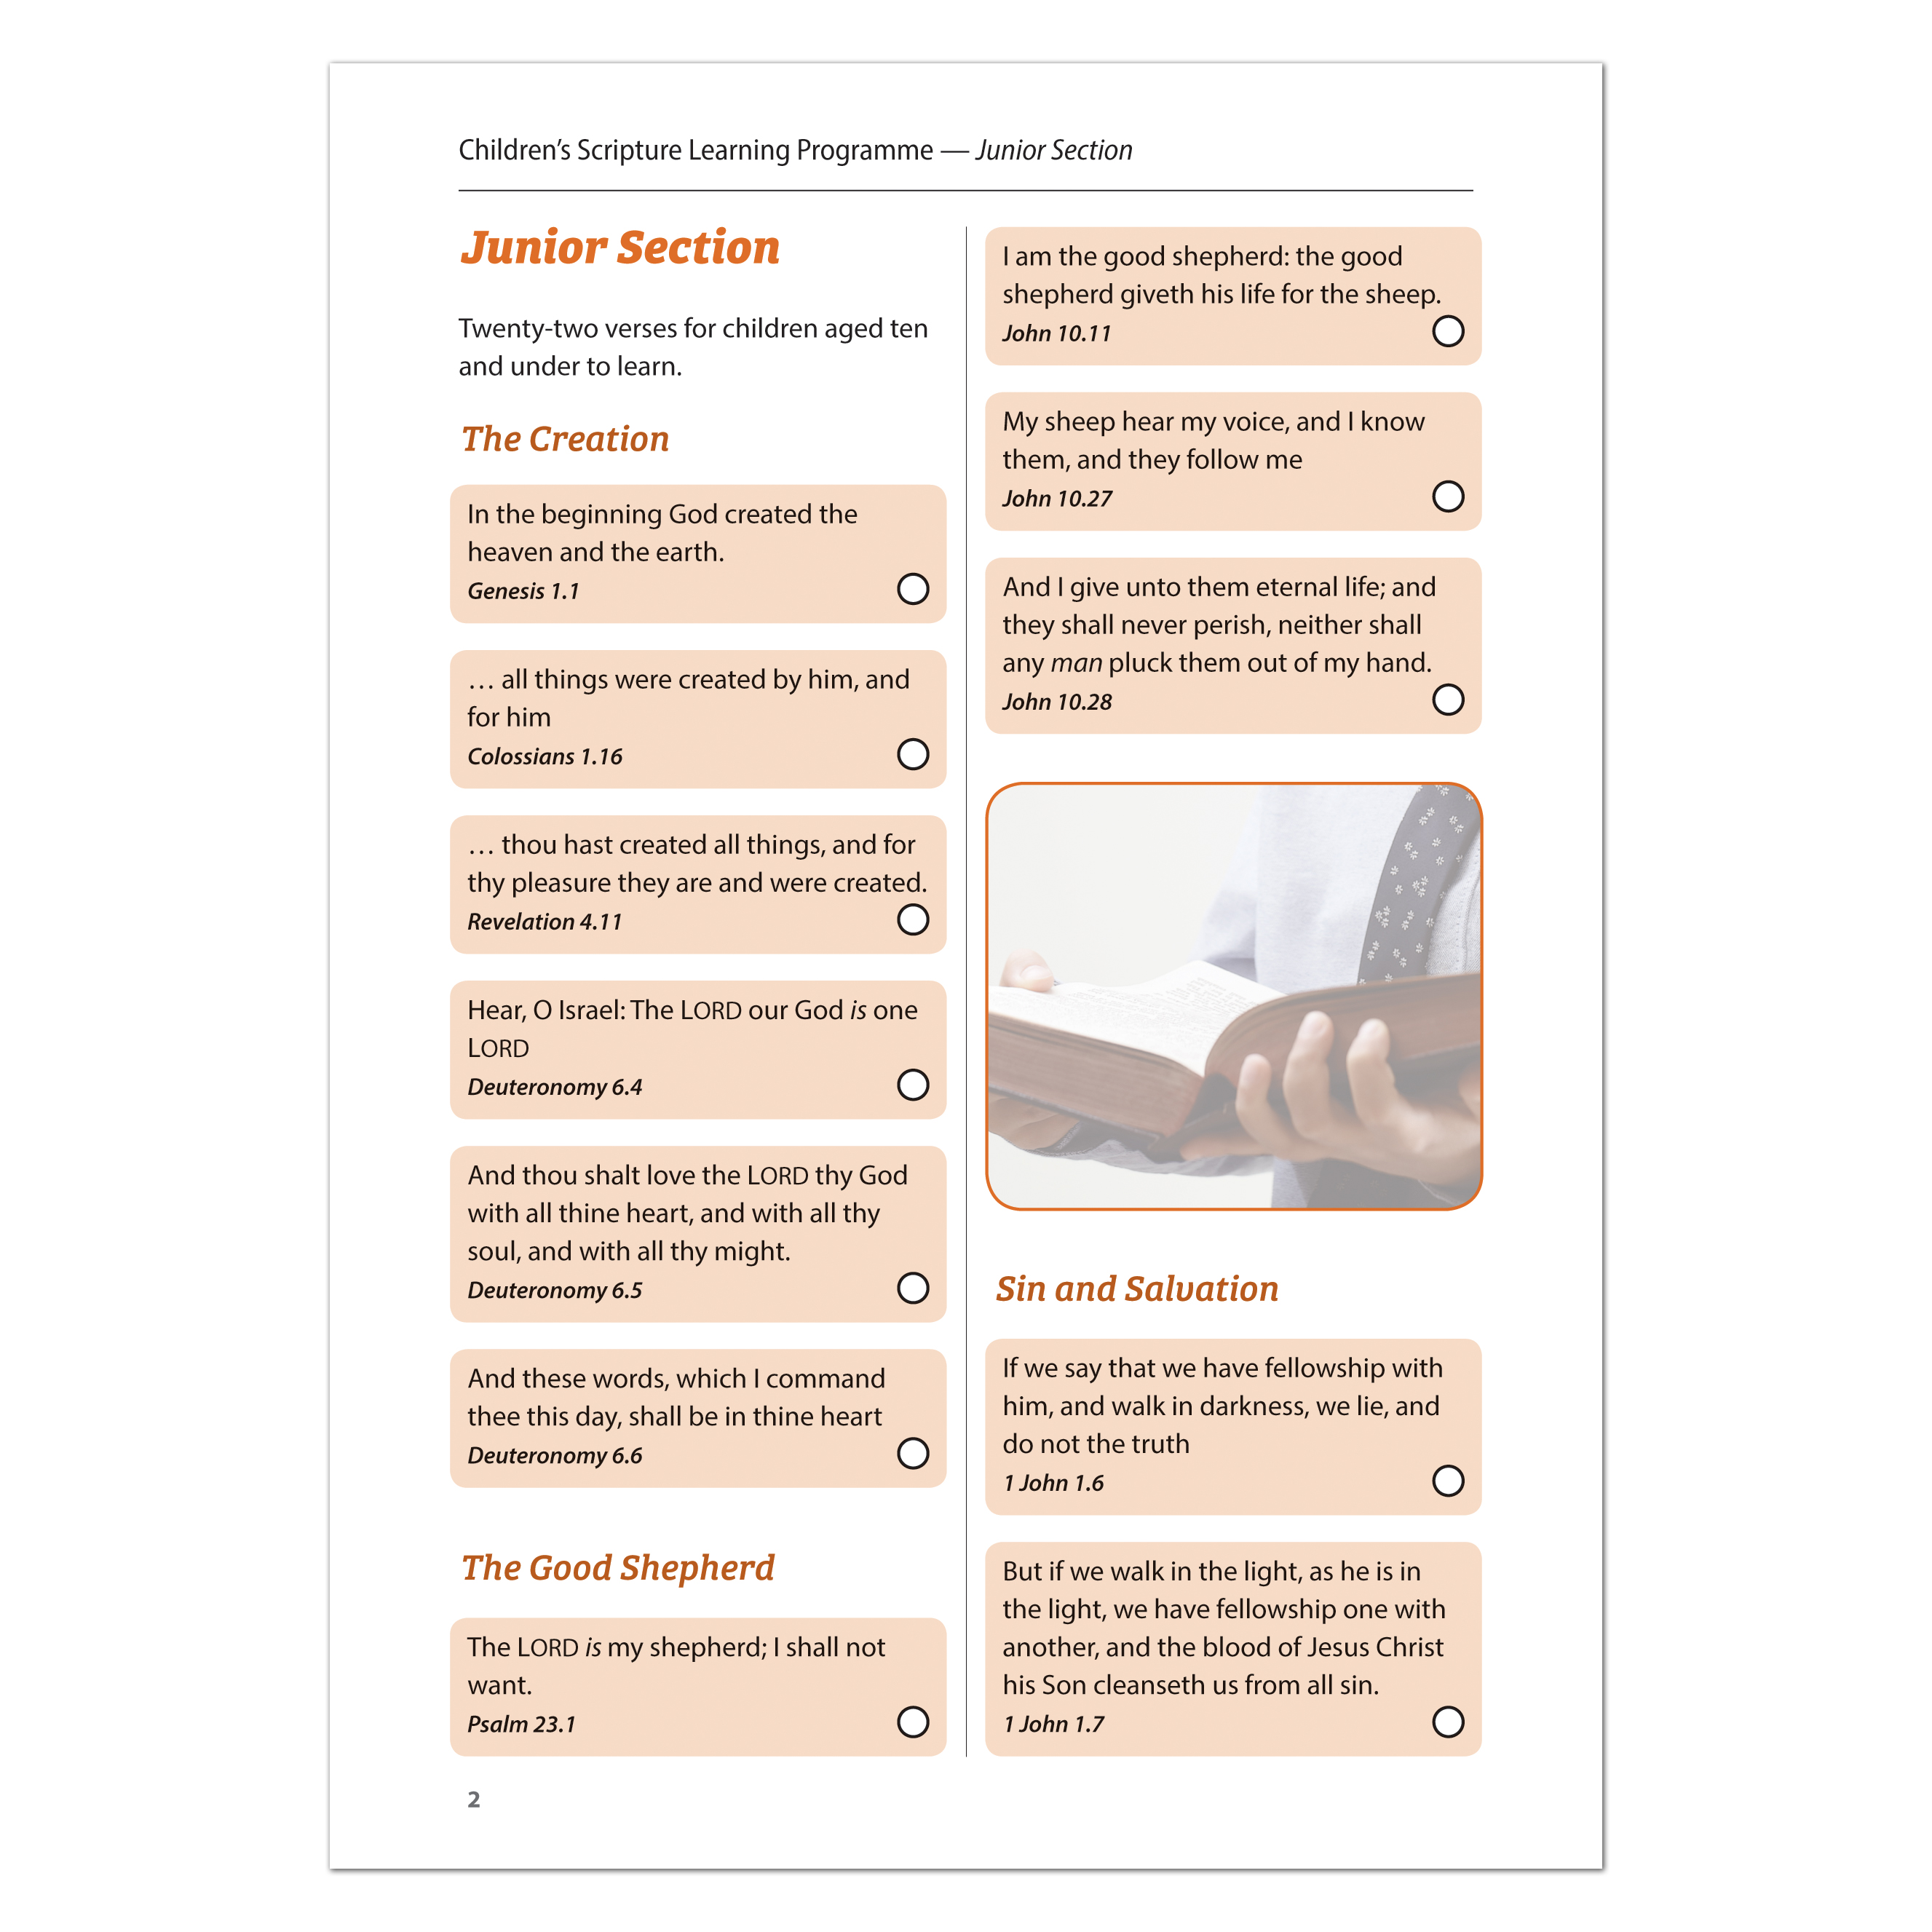 Children’s Scripture Learning Programme — Junior Section
Junior Section
Twenty-two verses for children aged ten
and under to learn.
The Creation
In the beginning God created the
heaven and the earth.
Genesis 1.1
… all things were created by him, and
for him
Colossians 1.16
… thou hast created all things, and for
thy pleasure they are and were created.
Revelation 4.11
Hear, O Israel: The LORD our God is one
LORD
Deuteronomy 6.4
And thou shalt love the LORD thy God
with all thine heart, and with all thy
soul, and with all thy might.
Deuteronomy 6.5
And these words, which I command
thee this day, shall be in thine heart
Deuteronomy 6.6
The Good Shepherd
The LORD is my shepherd; I shall not
want.
Psalm 23.1
I am the good shepherd: the good
shepherd giveth his life for the sheep.
John 10.11
My sheep hear my voice, and I know
them, and they follow me
John 10.27
And I give unto them eternal life; and
they shall never perish, neither shall
any man pluck them out of my hand.
John 10.28
Sin and Salvation
If we say that we have fellowship with
him, and walk in darkness, we lie, and
do not the truth
1 John 1.6
But if we walk in the light, as he is in
the light, we have fellowship one with
another, and the blood of Jesus Christ
his Son cleanseth us from all sin.
1 John 1.7
2